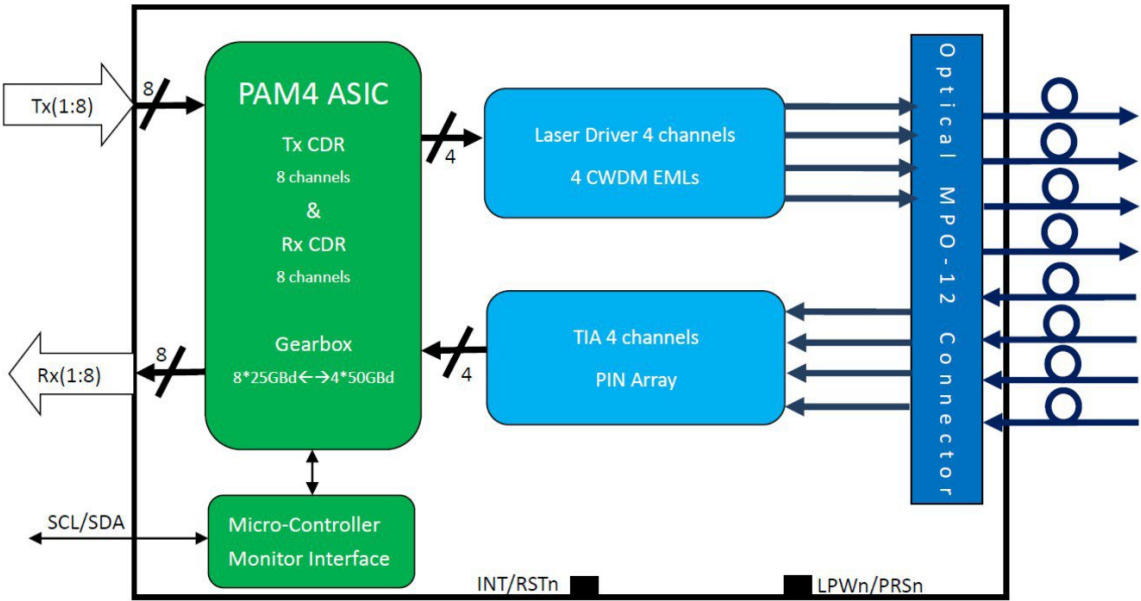 Tx(1:8)
8
PAM4 ASIC
Tx CDR
8 channels
&
Rx CDR
8 channels
Gearbox
8*25GBd←→4*50GBd
4
Laser Driver 4 channels
4 CWDM EMLs
Optical MPO-12 Connector
TIA 4 channels
PIN Array
4
8
Rx(1:8)
SCL/SDA
Micro-Controller
Monitor Interface
INT/RSTn
LPWn/PRSn